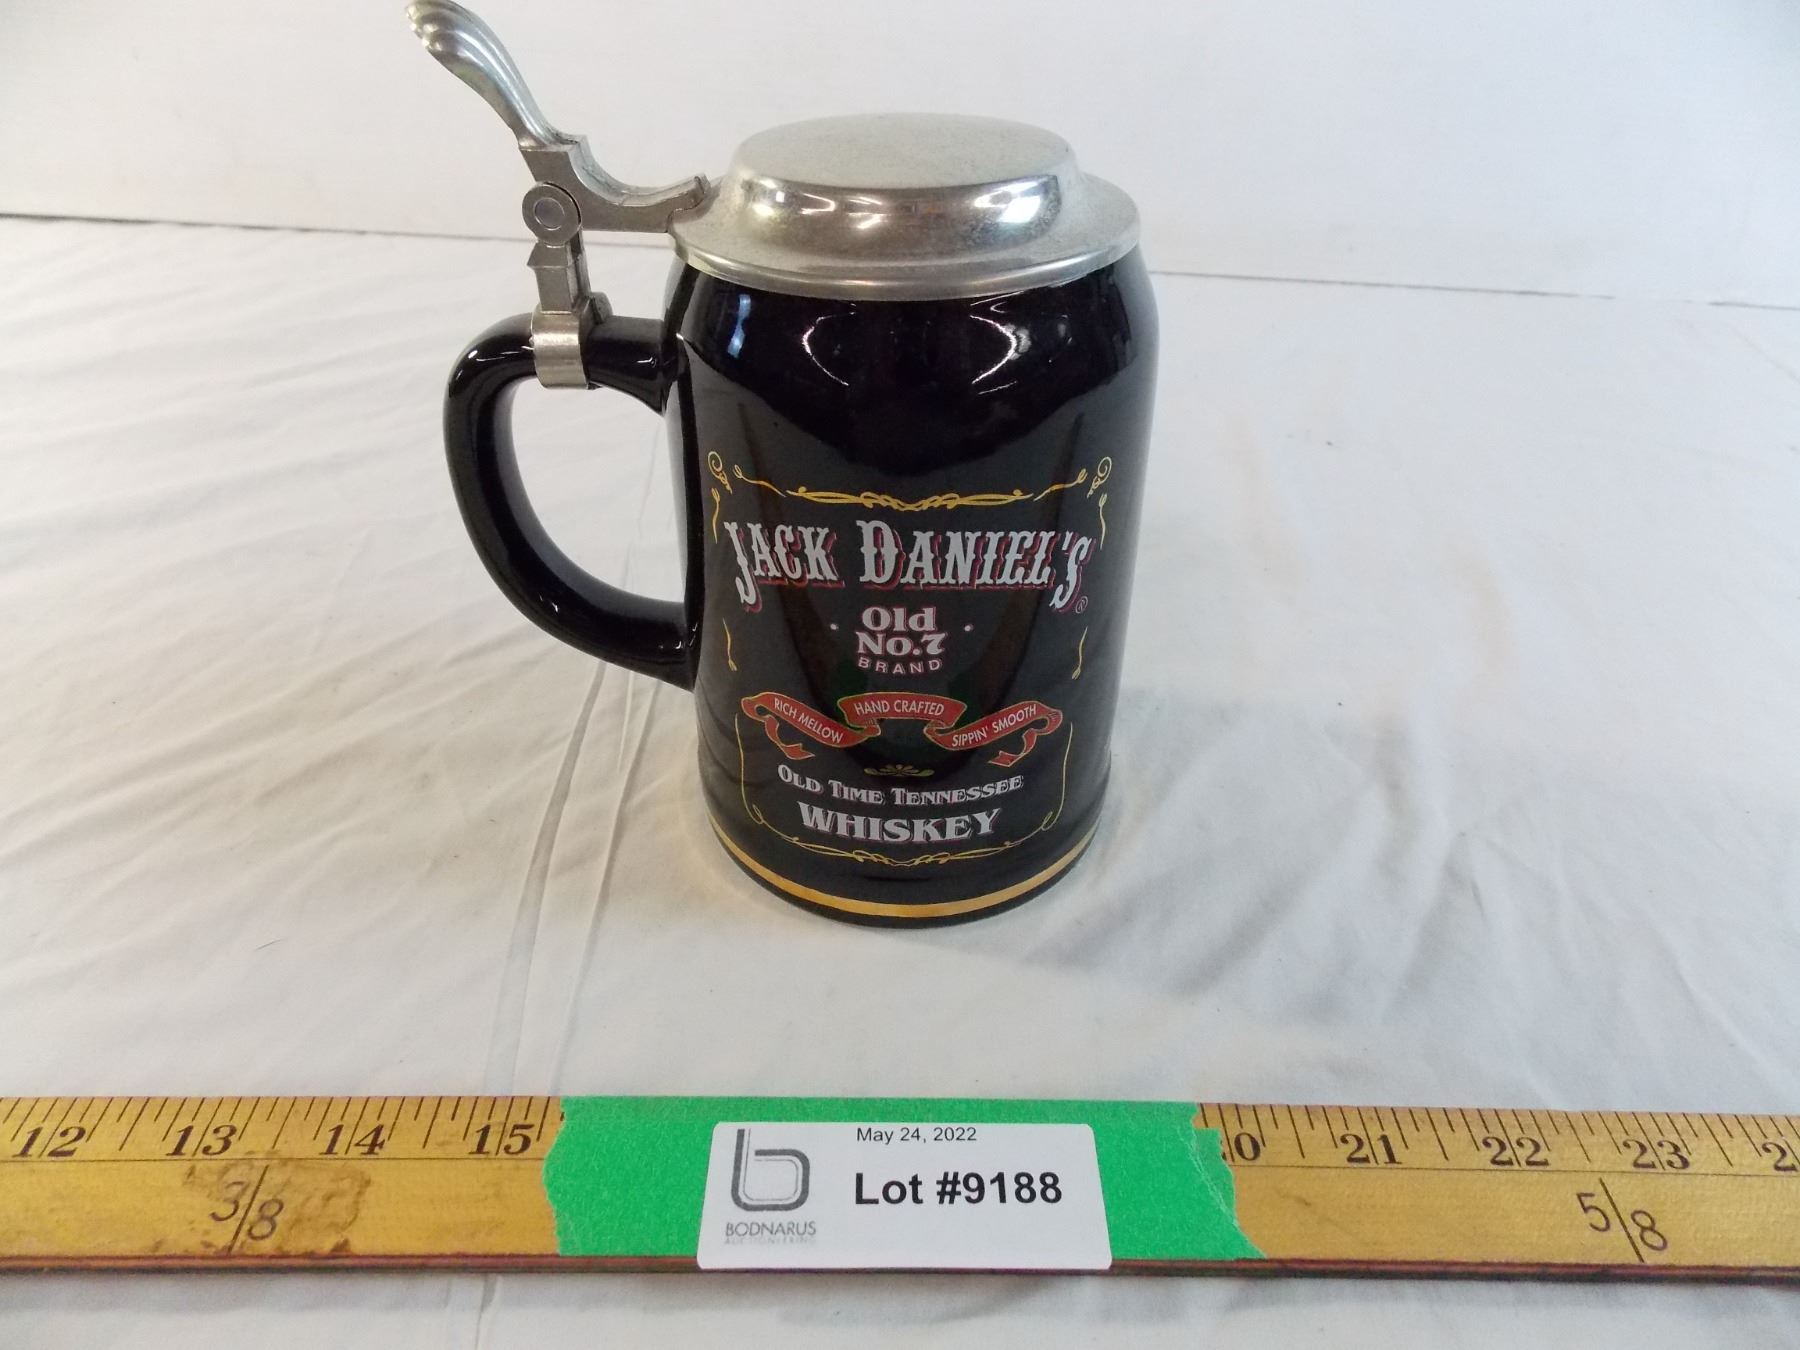 JACK DANIEL'S ®
· Old ·
No.7
BRAND
RICH MELLOW HAND CRAFTED SIPPIN' SMOOTH
OLD TIME TENNESSEE
WHISKEY
12 13 14 15 20 21 22 23
3/8
5/8
May 24, 2022
Lot #9188
b
BODNARUS
AUCTIONEERING